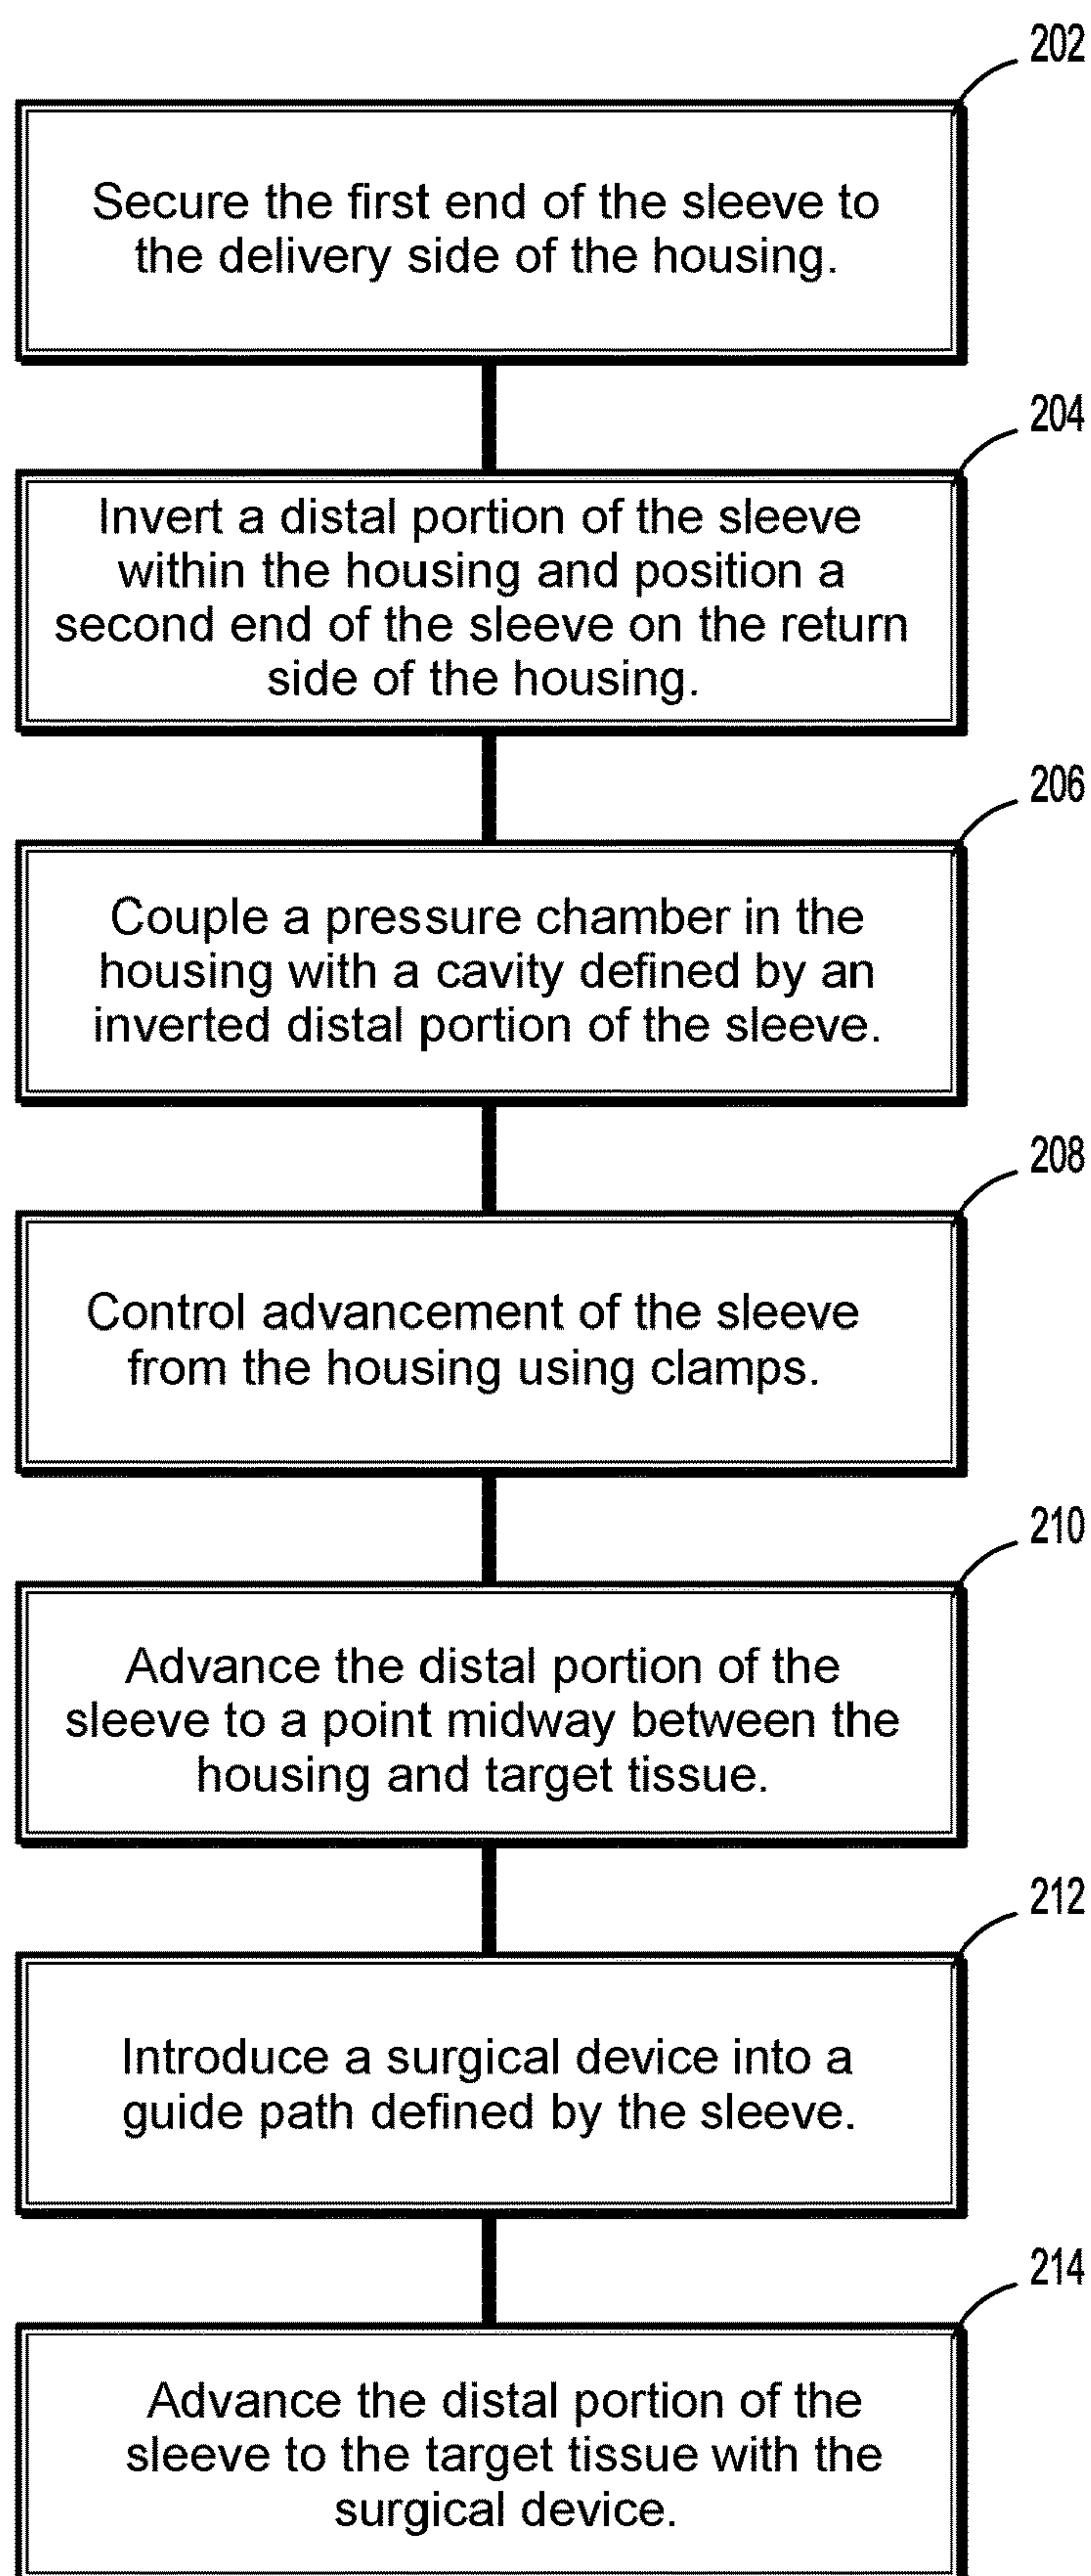 202
Secure the first end of the sleeve to
the delivery side of the housing.
204
Invert a distal portion of the sleeve
within the housing and position a
second end of the sleeve on the return
side of the housing.
206
Couple a pressure chamber in the
housing with a cavity defined by an
inverted distal portion of the sleeve.
208
Control advancement of the sleeve
from the housing using clamps.
210
Advance the distal portion of the
sleeve to a point midway between the
housing and target tissue.
212
Introduce a surgical device into a
guide path defined by the sleeve.
214
Advance the distal portion of the
sleeve to the target tissue with the
surgical device.